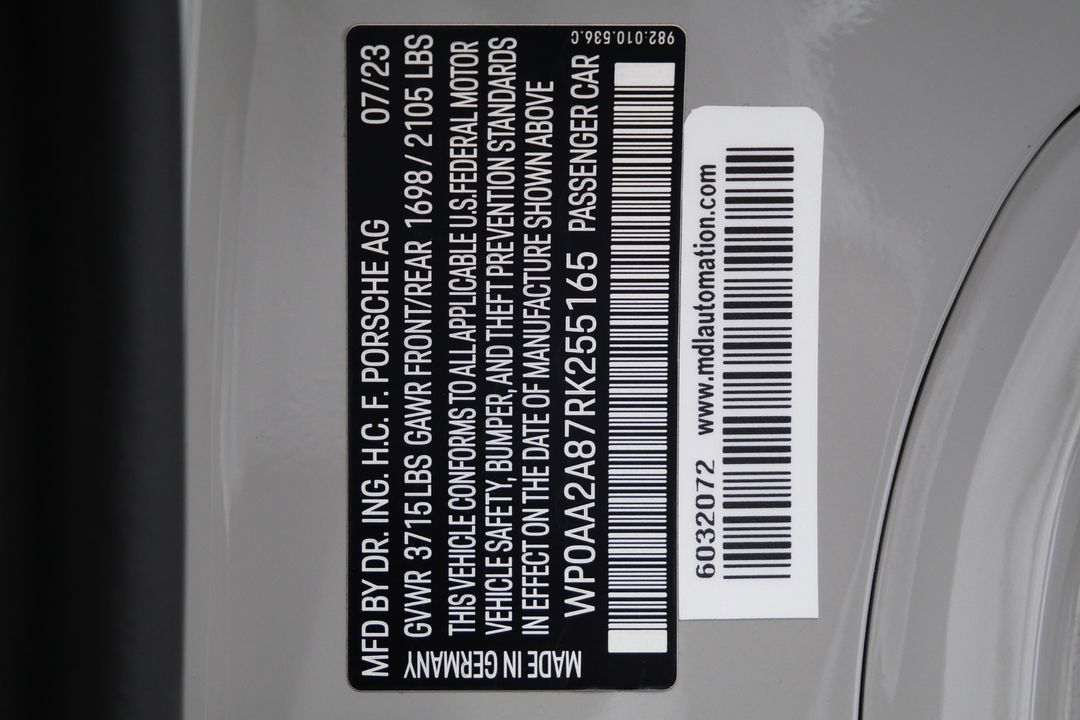 MFD BY DR. ING. H.C. F. PORSCHE AG 07/23
GVWR 3715 LBS GAWR FRONT/REAR 1698 / 2105 LBS
THIS VEHICLE CONFORMS TO ALL APPLICABLE U.S.FEDERAL MOTOR
VEHICLE SAFETY, BUMPER, AND THEFT PREVENTION STANDARDS
IN EFFECT ON THE DATE OF MANUFACTURE SHOWN ABOVE
WP0AA2A87RK255165 PASSENGER CAR
MADE IN GERMANY
982.010.536.C
6032072 www.mdlautomation.com